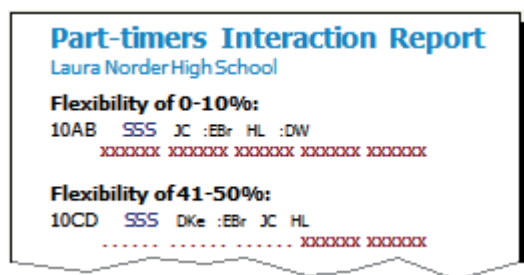 Part-timers Interaction Report
Laura Norder High School
Flexibility of 0-10%:
10AB SSS JC :EBr HL :DW
XXXXXX XXXXXX XXXXXX XXXXXX XXXXXX
Flexibility of 41-50%:
10CD SSS DKe :EBr JC HL
...... ...... ...... XXXXXX XXXXXX